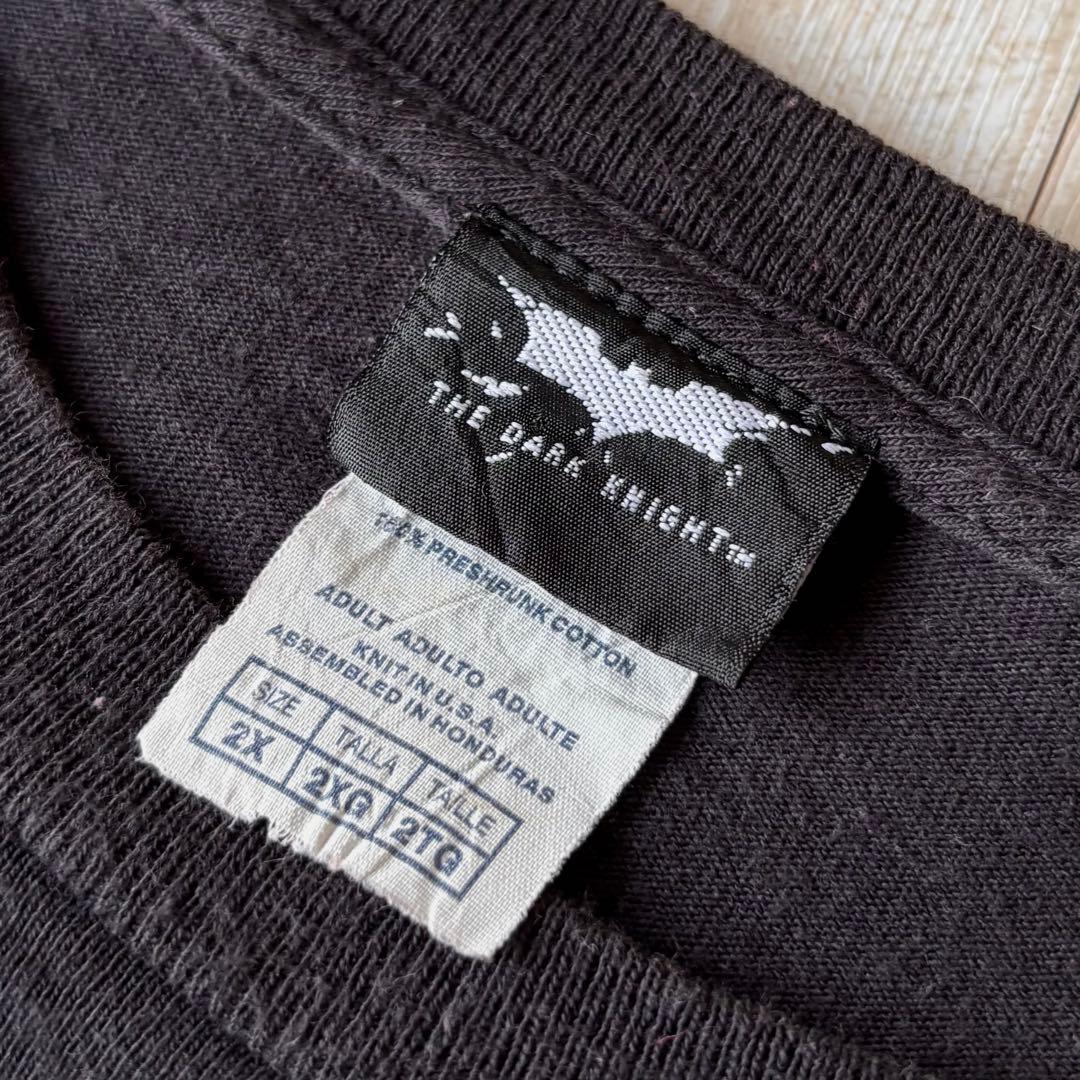 THE DARK KNIGHT™
100% PRESHRUNK COTTON
ADULT ADULTO ADULTE
KNIT IN U.S.A.
ASSEMBLED IN HONDURAS
SIZE TALLA TAILLE
2X 2XG 2TG